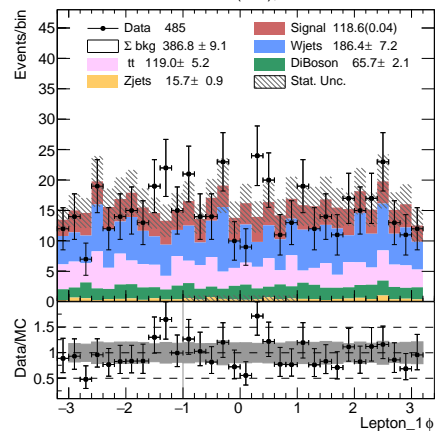 Data 485
Signal 118.6(0.04)
Σ bkg 386.8 ± 9.1
Wjets 186.4± 7.2
tt 119.0± 5.2
DiBoson 65.7± 2.1
Zjets 15.7± 0.9
Stat. Unc.
Events/bin
45
40
35
30
25
20
15
10
5
0
Data/MC
1.5
1
0.5
−3 −2 −1 0 1 2 3
Lepton_1 ϕ